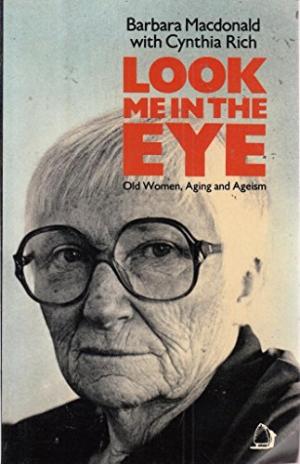 Barbara Macdonald
with Cynthia Rich
LOOK
ME IN THE
EYE
Old Women, Aging and Ageism